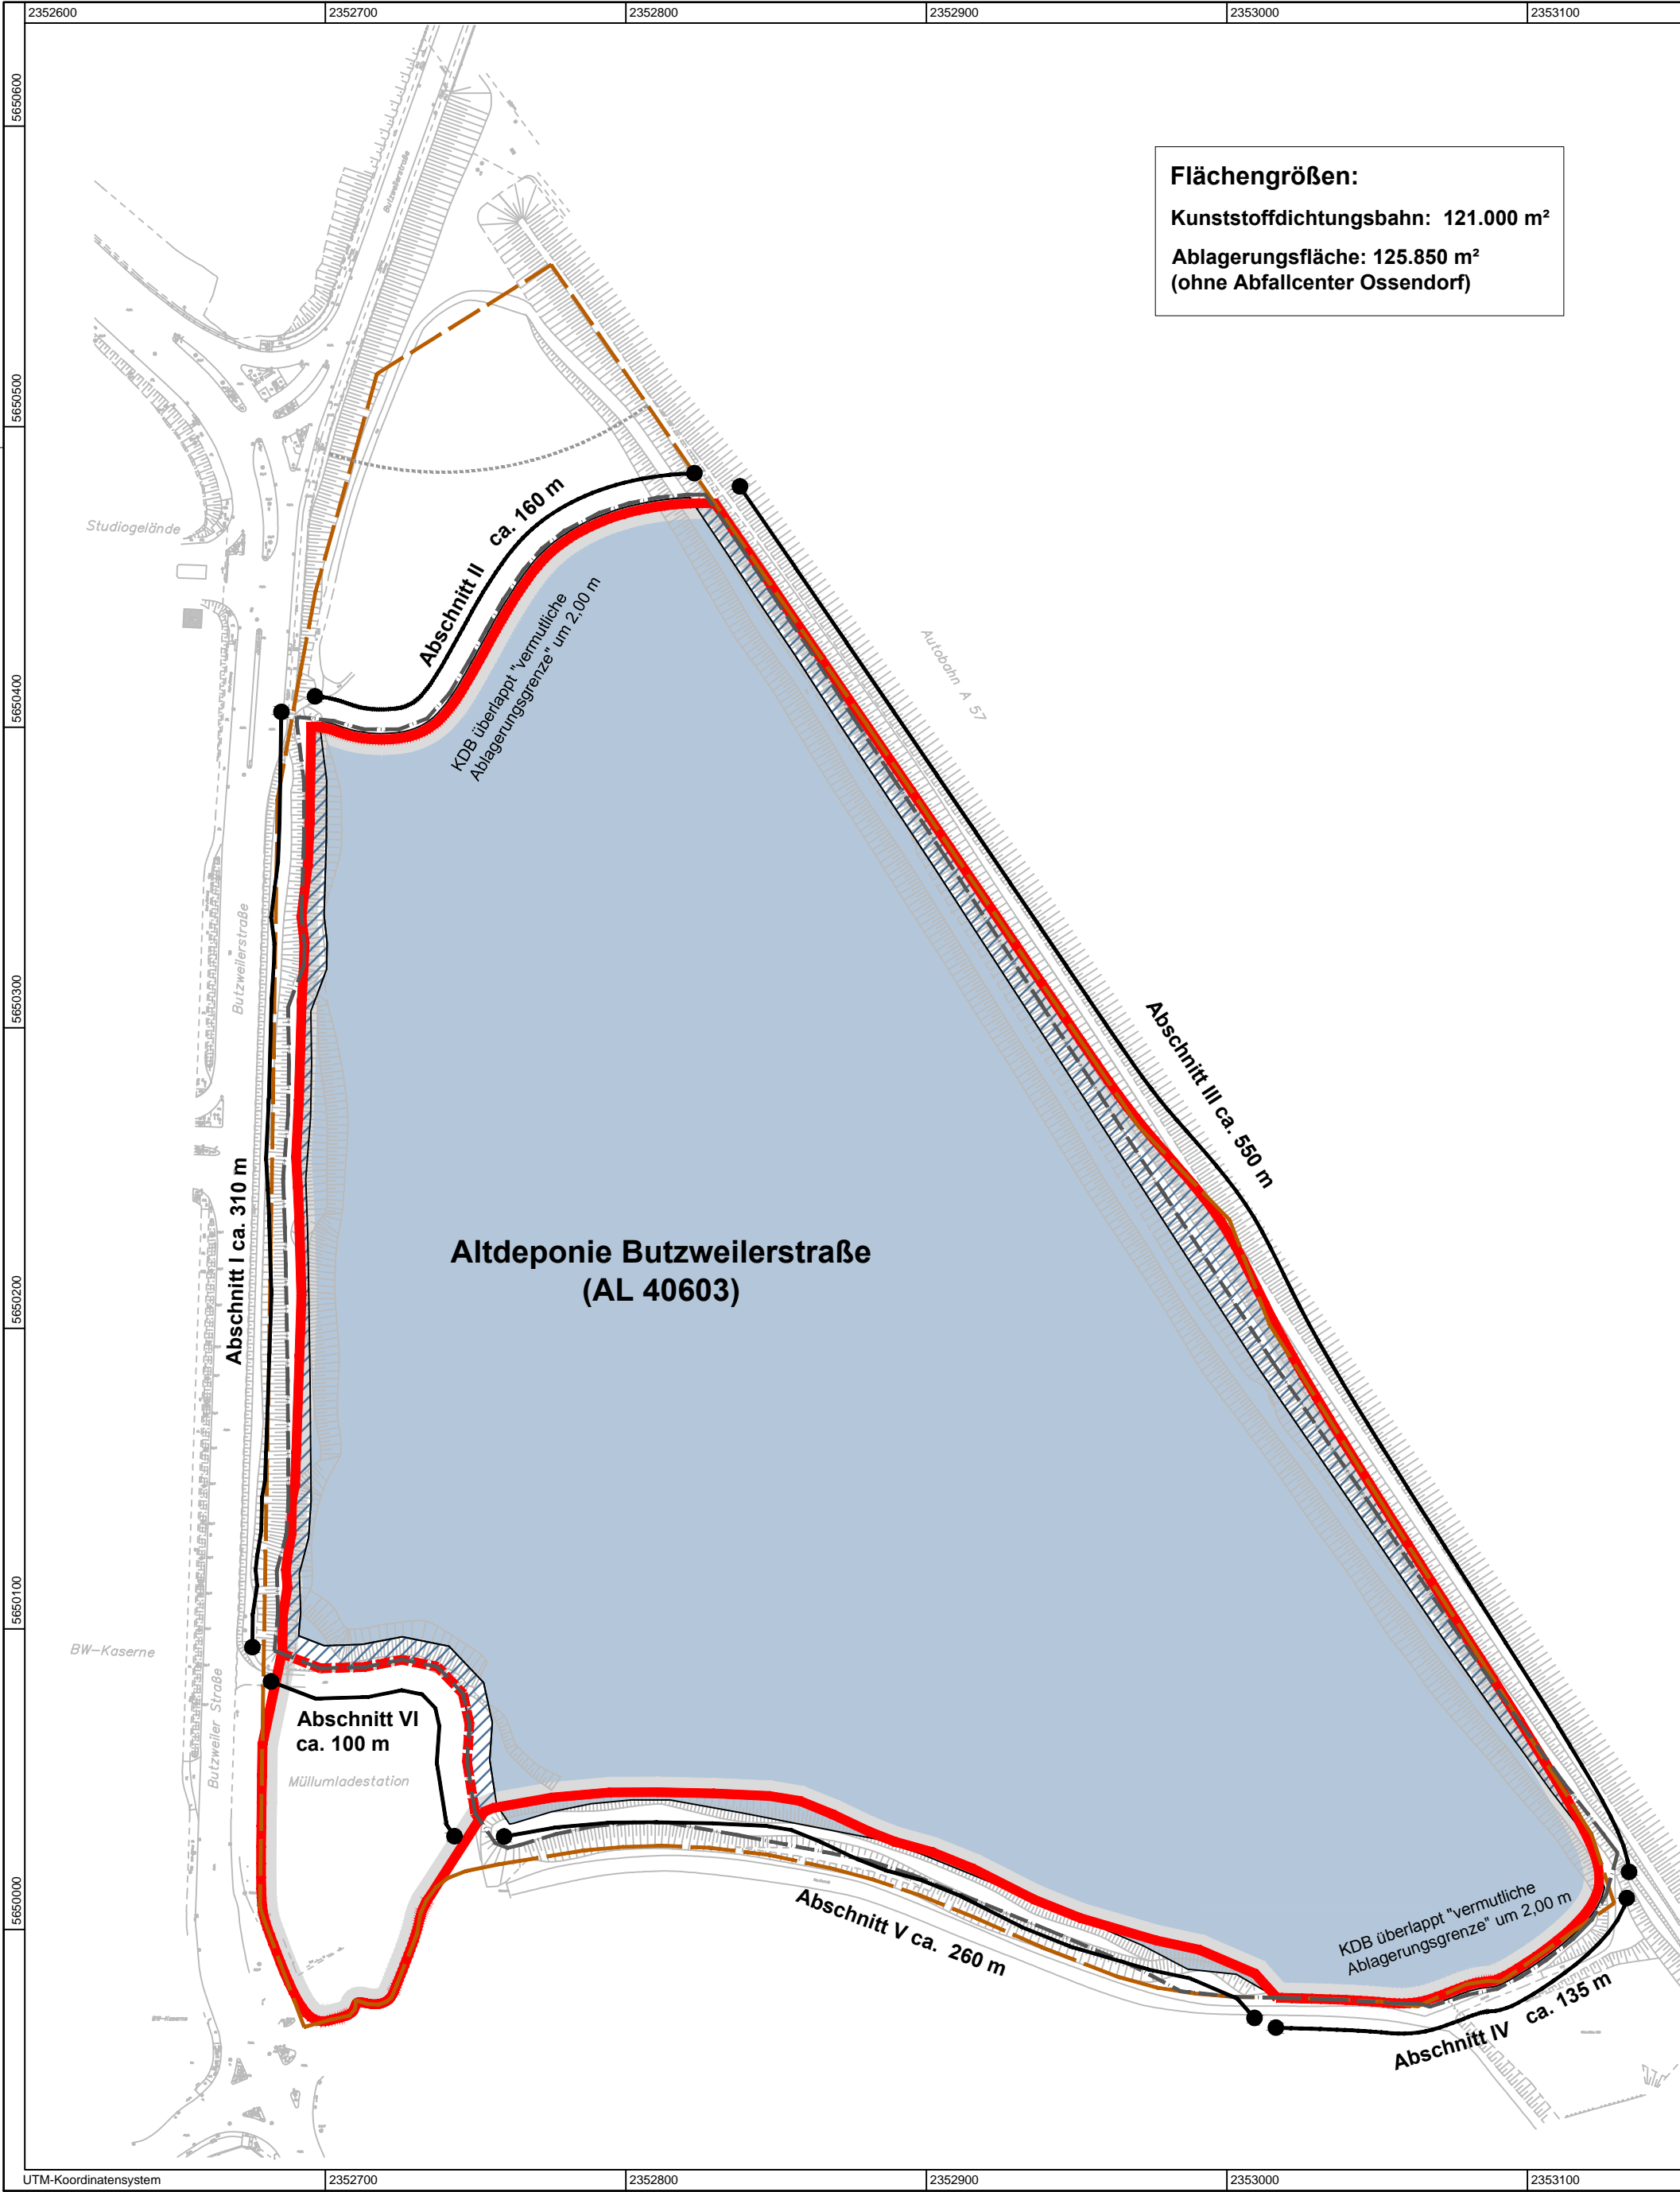 2352600
2352700
2352800
2352900
2353000
2353100
5650600
5650500
5650400
5650300
5650200
5650100
5650000
Flächengrößen:
Kunststoffdichtungsbahn: 121.000 m²
Ablagerungsfläche: 125.850 m²
(ohne Abfallcenter Ossendorf)
Butzweilerstraße
Studiogelände
Abschnitt II ca. 160 m
KDB überlappt "vermutliche
Ablagerungsgrenze" um 2,00 m
Autobahn A 57
Butzweilerstraße
Abschnitt III ca. 550 m
Abschnitt I ca. 310 m
Altdeponie Butzweilerstraße
(AL 40603)
BW-Kaserne
Butzweiler Straße
Abschnitt VI
ca. 100 m
Müllumladestation
Abschnitt V ca. 260 m
KDB überlappt "vermutliche
Ablagerungsgrenze" um 2,00 m
Abschnitt IV ca. 135 m
BW-Kaserne
UTM-Koordinatensystem
2352700
2352800
2352900
2353000
2353100